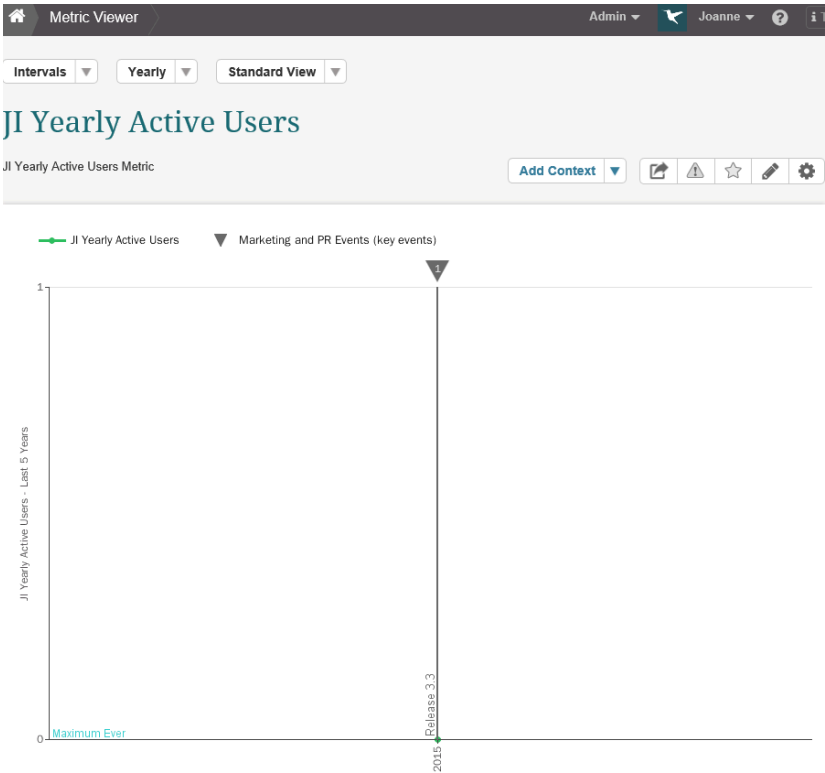 Metric Viewer Admin Joanne ?
Intervals Yearly Standard View
JI Yearly Active Users
JI Yearly Active Users Metric
Add Context
JI Yearly Active Users Marketing and PR Events (key events)
1
1
JI Yearly Active Users - Last 5 Years
Release 3.3
Maximum Ever
0
2015